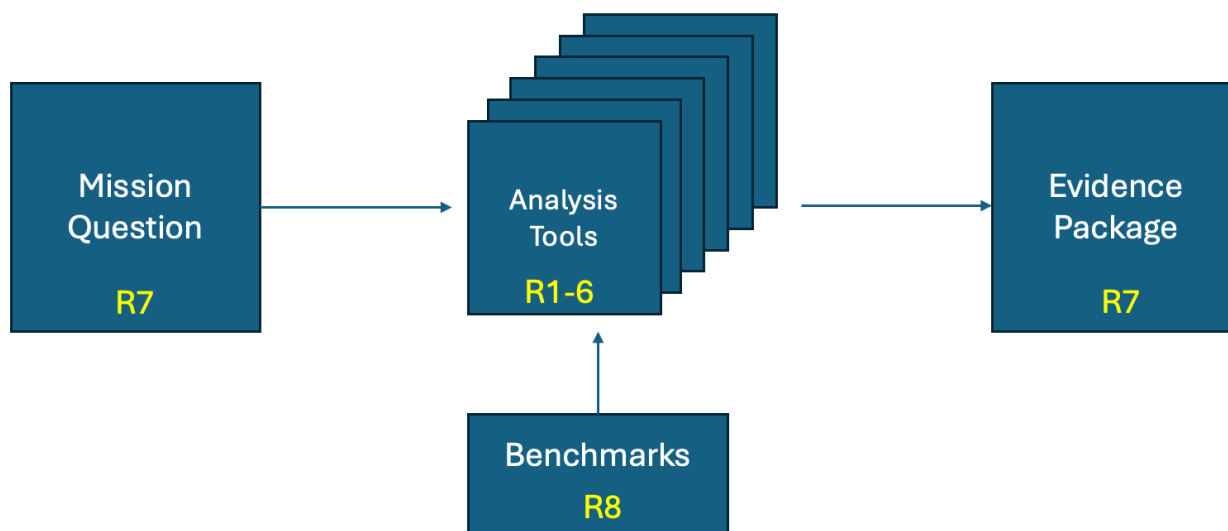 Mission
Question
R7
Analysis
Tools
R1-6
Evidence
Package
R7
Benchmarks
R8